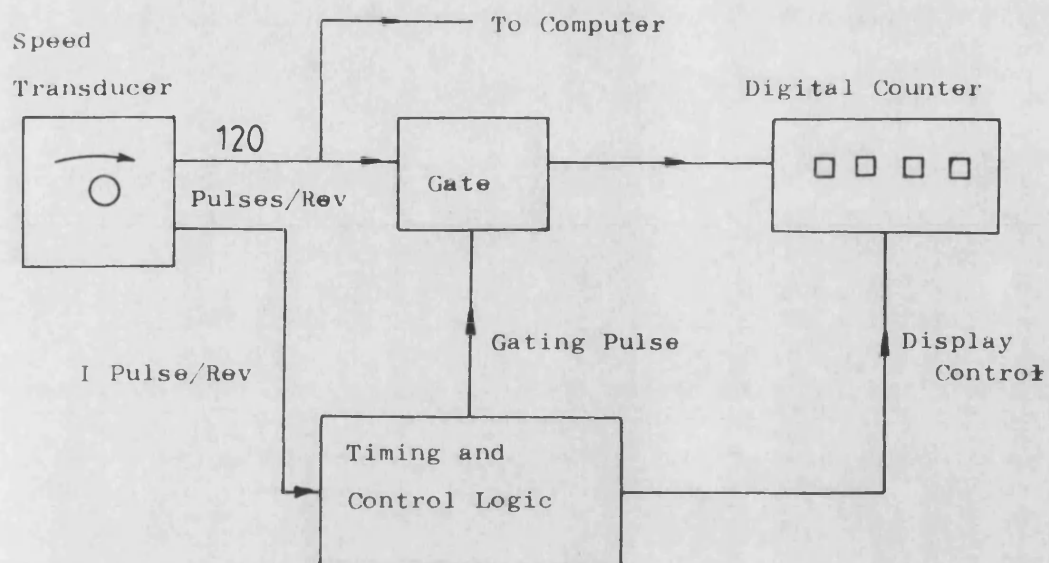 To Computer
Speed
Transducer
Digital Counter
120
Pulses/Rev
Gate
Gating Pulse
Display
Control
I Pulse/Rev
Timing and
Control Logic